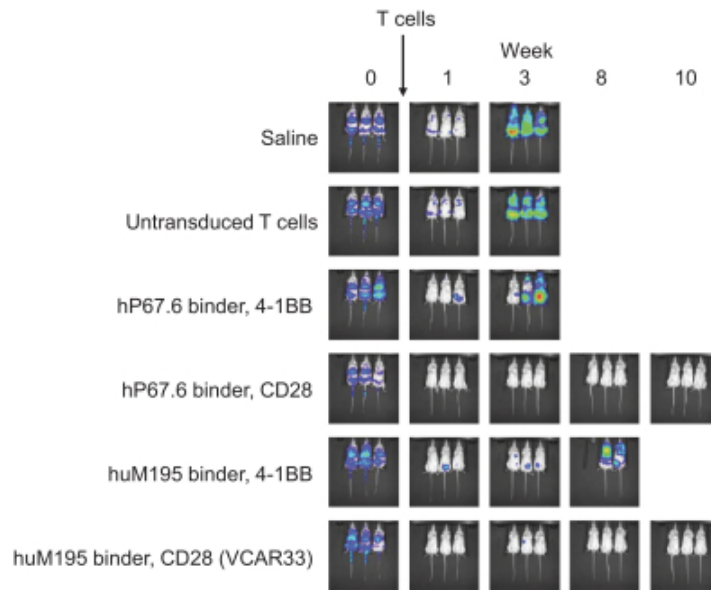 T cells
Week
0 1 3 8 10
Saline
Untransduced T cells
hP67.6 binder, 4-1BB
hP67.6 binder, CD28
huM195 binder, 4-1BB
huM195 binder, CD28 (VCAR33)